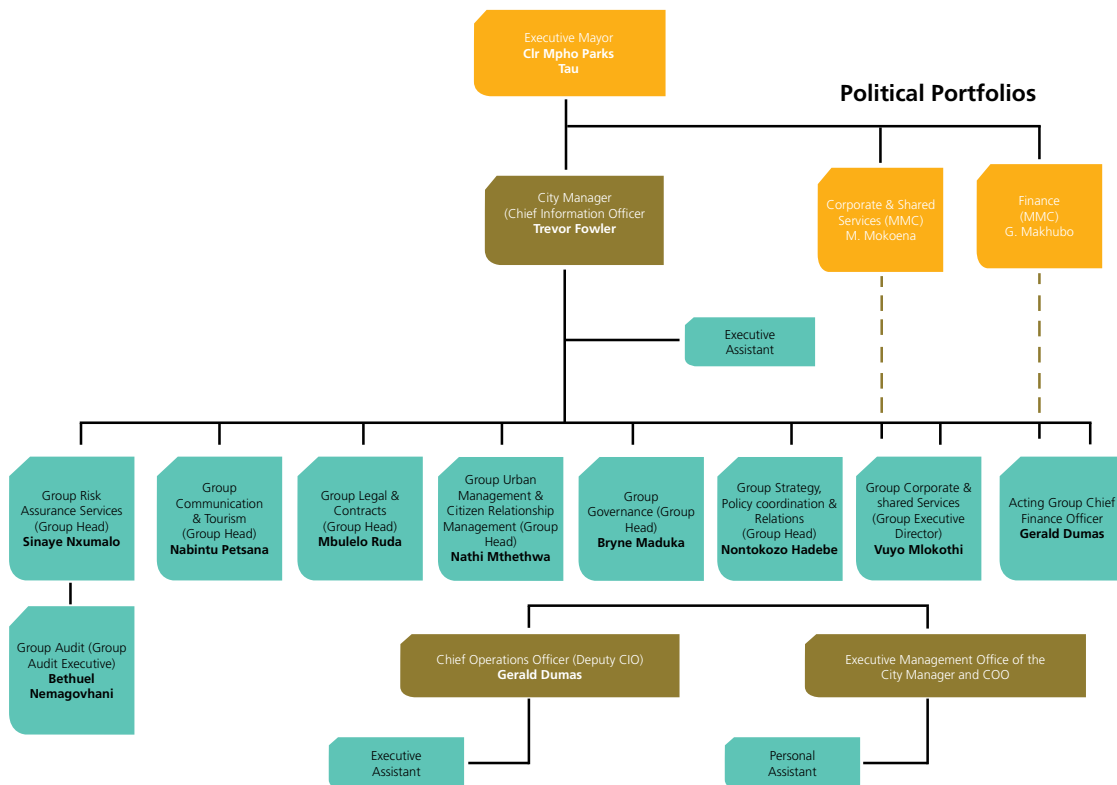 Executive Mayor
Clr Mpho Parks
Tau
Political Portfolios
City Manager
(Chief Information Officer
Trevor Fowler
Corporate & Shared
Services (MMC)
M. Mokoena
Finance
(MMC)
G. Makhubo
Executive
Assistant
Group Risk
Assurance Services
(Group Head)
Sinaye Nxumalo
Group
Communication
& Tourism
(Group Head)
Nabintu Petsana
Group Legal &
Contracts
(Group Head)
Mbulelo Ruda
Group Urban
Management &
Citizen Relationship
Management (Group
Head)
Nathi Mthethwa
Group
Governance (Group
Head)
Bryne Maduka
Group Strategy,
Policy coordination &
Relations
(Group Head)
Nontokozo Hadebe
Group Corporate &
shared Services
(Group Executive
Director)
Vuyo Mlokothi
Acting Group Chief
Finance Officer
Gerald Dumas
Group Audit (Group
Audit Executive)
Bethuel
Nemagovhani
Chief Operations Officer (Deputy CIO)
Gerald Dumas
Executive Management Office of the
City Manager and COO
Executive
Assistant
Personal
Assistant